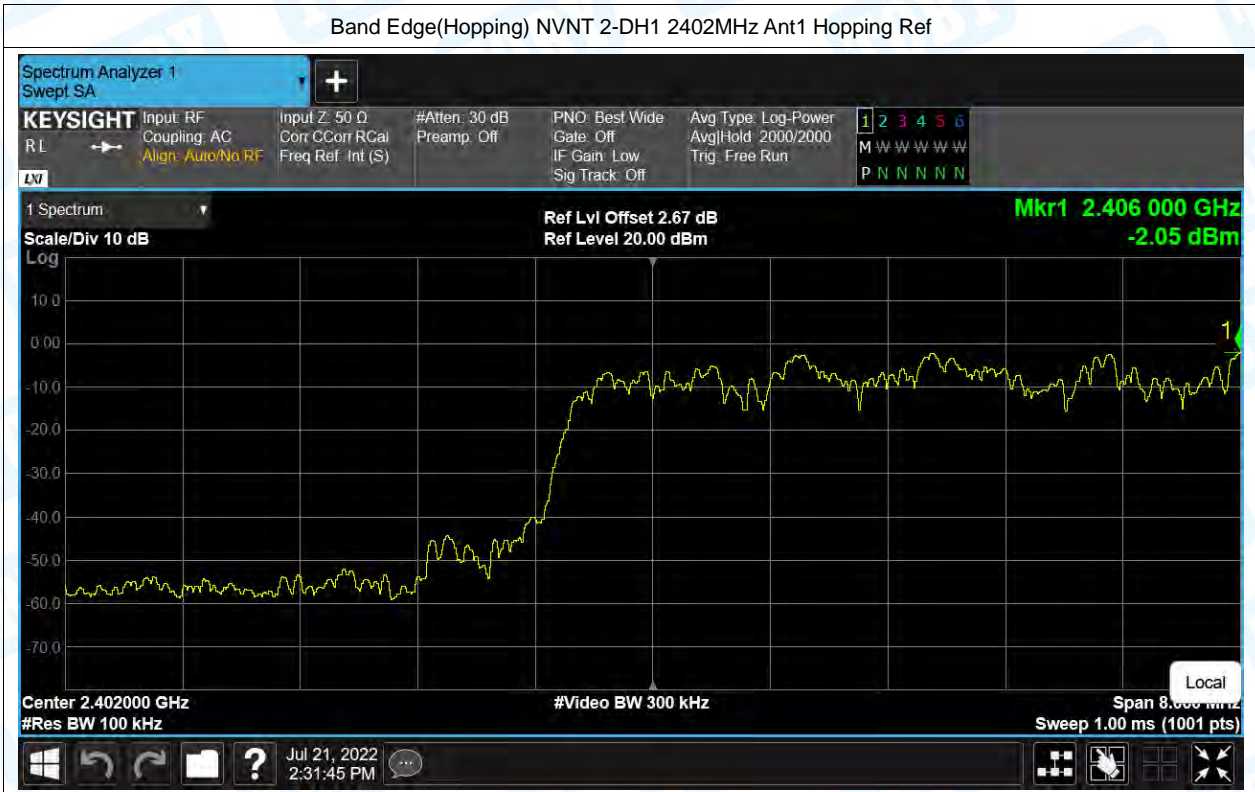 Band Edge(Hopping) NVNT 2-DH1 2402MHz Ant1 Hopping Ref
Spectrum Analyzer 1
Swept SA
+
KEYSIGHT
RL
LXI
Input: RF
Coupling: AC
Align: Auto/No RF
Input Z: 50 Ω
Corr CCorr RCal
Freq Ref: Int (S)
#Atten: 30 dB
Preamp: Off
PNO: Best Wide
Gate: Off
IF Gain: Low
Sig Track: Off
Avg Type: Log-Power
Avg|Hold: 2000/2000
Trig: Free Run
1 2 3 4 5 6
M W W W W W
P N N N N N
1 Spectrum
Scale/Div 10 dB
Ref Lvl Offset 2.67 dB
Ref Level 20.00 dBm
Mkr1 2.406 000 GHz
-2.05 dBm
Log
10.0
0.00
-10.0
-20.0
-30.0
-40.0
-50.0
-60.0
-70.0
1
Center 2.402000 GHz
#Res BW 100 kHz
#Video BW 300 kHz
Local
Span 8.000 MHz
Sweep 1.00 ms (1001 pts)
?
Jul 21, 2022
2:31:45 PM